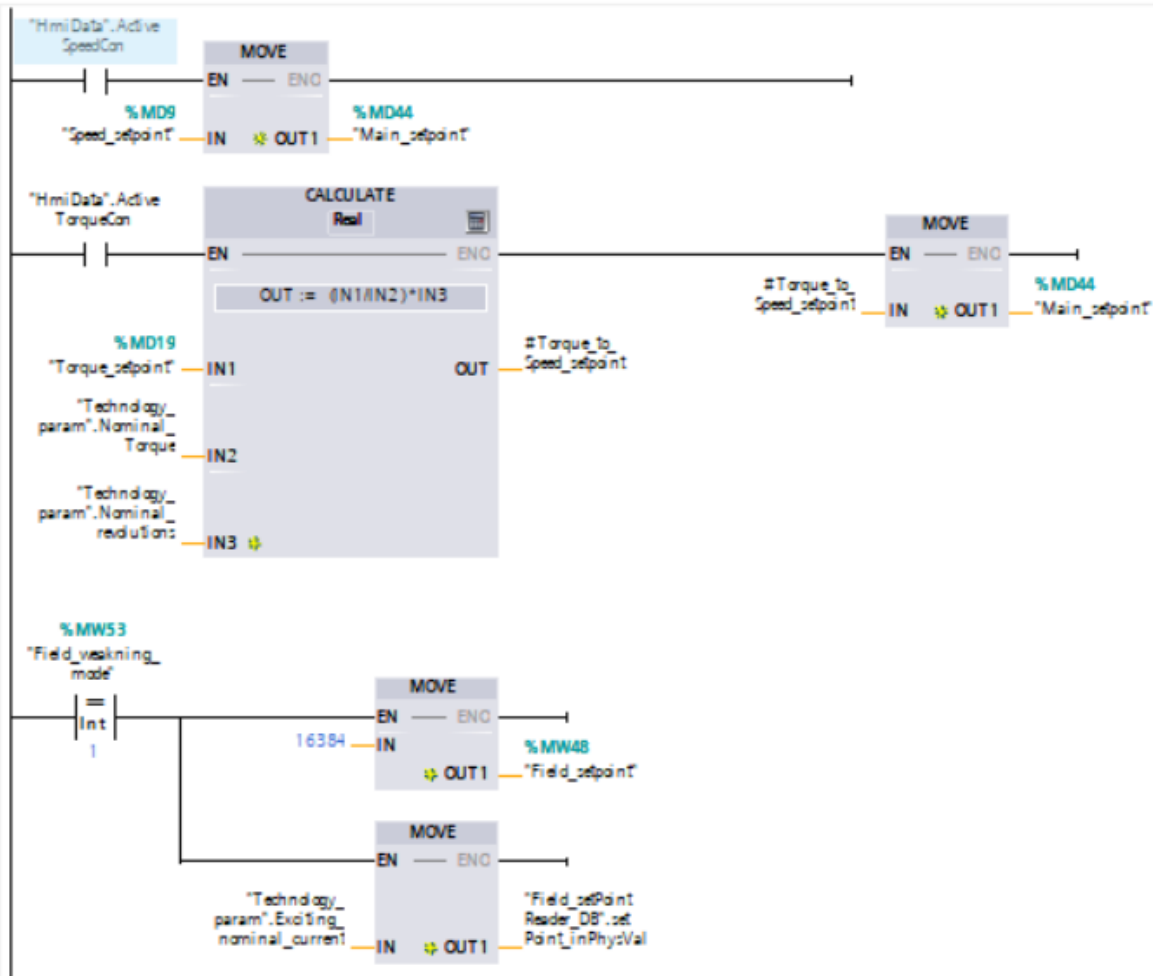 "HmiData".Active
SpeedCon
MOVE
EN
ENO
%MD9
"Speed_setpoint"
IN
OUT1
%MD44
"Main_setpoint"
"HmiData".Active
TorqueCon
CALCULATE
Real
EN
ENO
OUT := (IN1/IN2)*IN3
%MD19
"Torque_setpoint"
IN1
OUT
#Torque_to_
Speed_setpoint
"Technology_
param".Nominal_
Torque
IN2
"Technology_
param".Nominal_
revolutions
IN3
MOVE
EN
ENO
#Torque_to_
Speed_setpoint
IN
OUT1
%MD44
"Main_setpoint"
%MW53
"Field_weakning_
mode"
==
Int
1
MOVE
EN
ENO
16384
IN
OUT1
%MW48
"Field_setpoint"
MOVE
EN
ENO
"Technology_
param".Exciting_
nominal_current
IN
OUT1
"Field_setPoint
Reader_DB".set
Point_inPhysVal